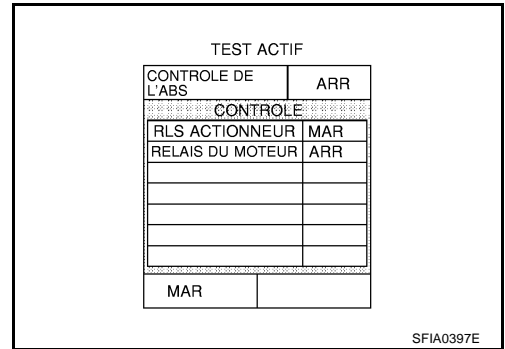 TEST ACTIF
CONTROLE DE L'ABS ARR
CONTROLE
RLS ACTIONNEUR MAR
RELAIS DU MOTEUR ARR
MAR
SFIA0397E